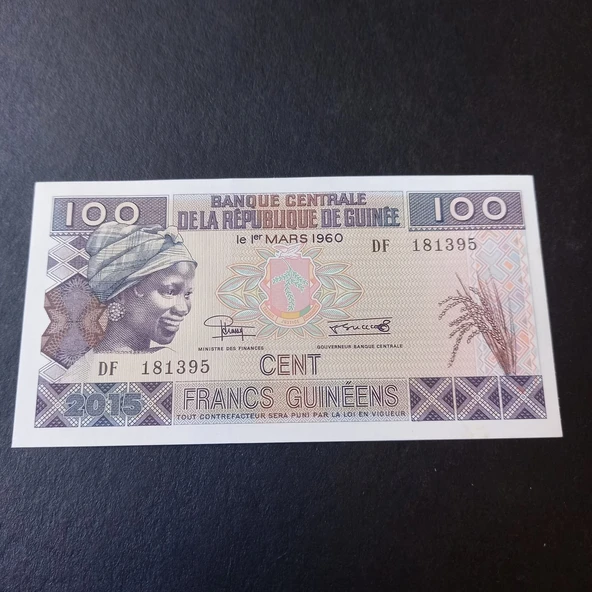 100
BANQUE CENTRALE
DE LA RÉPUBLIQUE DE GUINÉE
100
le 1er MARS 1960
DF 181395
MINISTRE DES FINANCES
GOUVERNEUR BANQUE CENTRALE
DF 181395
CENT
2015
FRANCS GUINÉENS
TOUT CONTREFACTEUR SERA PUNI PAR LA LOI EN VIGUEUR